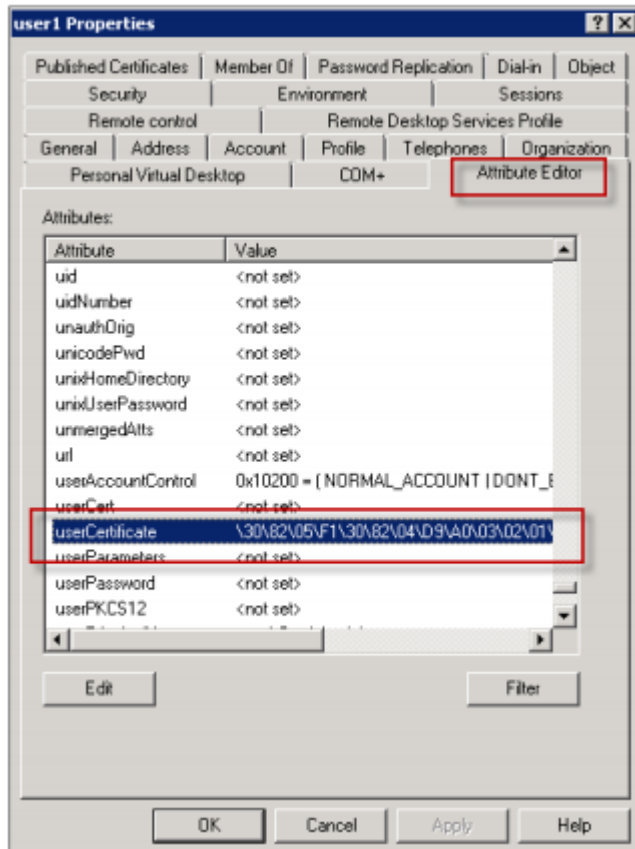 user1 Properties
Published Certificates Member Of Password Replication Dial-in Object
Security Environment Sessions
Remote control Remote Desktop Services Profile
General Address Account Profile Telephones Organization
Personal Virtual Desktop COM+ Attribute Editor
Attributes:
Attribute Value
uid <not set>
uidNumber <not set>
unauthOrig <not set>
unicodePwd <not set>
unixHomeDirectory <not set>
unixUserPassword <not set>
unmergedAtts <not set>
url <not set>
userAccountControl 0x10200 = ( NORMAL_ACCOUNT | DONT_E
userCert <not set>
userCertificate \30\82\05\F1\30\82\04\D9\A0\03\02\01\
userParameters <not set>
userPassword <not set>
userPKCS12 <not set>
Edit Filter
OK Cancel Apply Help